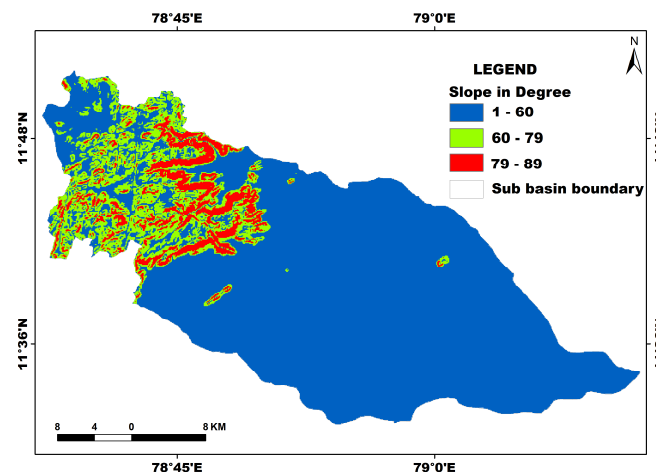 78°45'E 79°0'E
N
LEGEND
Slope in Degree
1 - 60
60 - 79
79 - 89
Sub basin boundary
11°48'N
11°36'N
8 4 0 8 KM
78°45'E 79°0'E